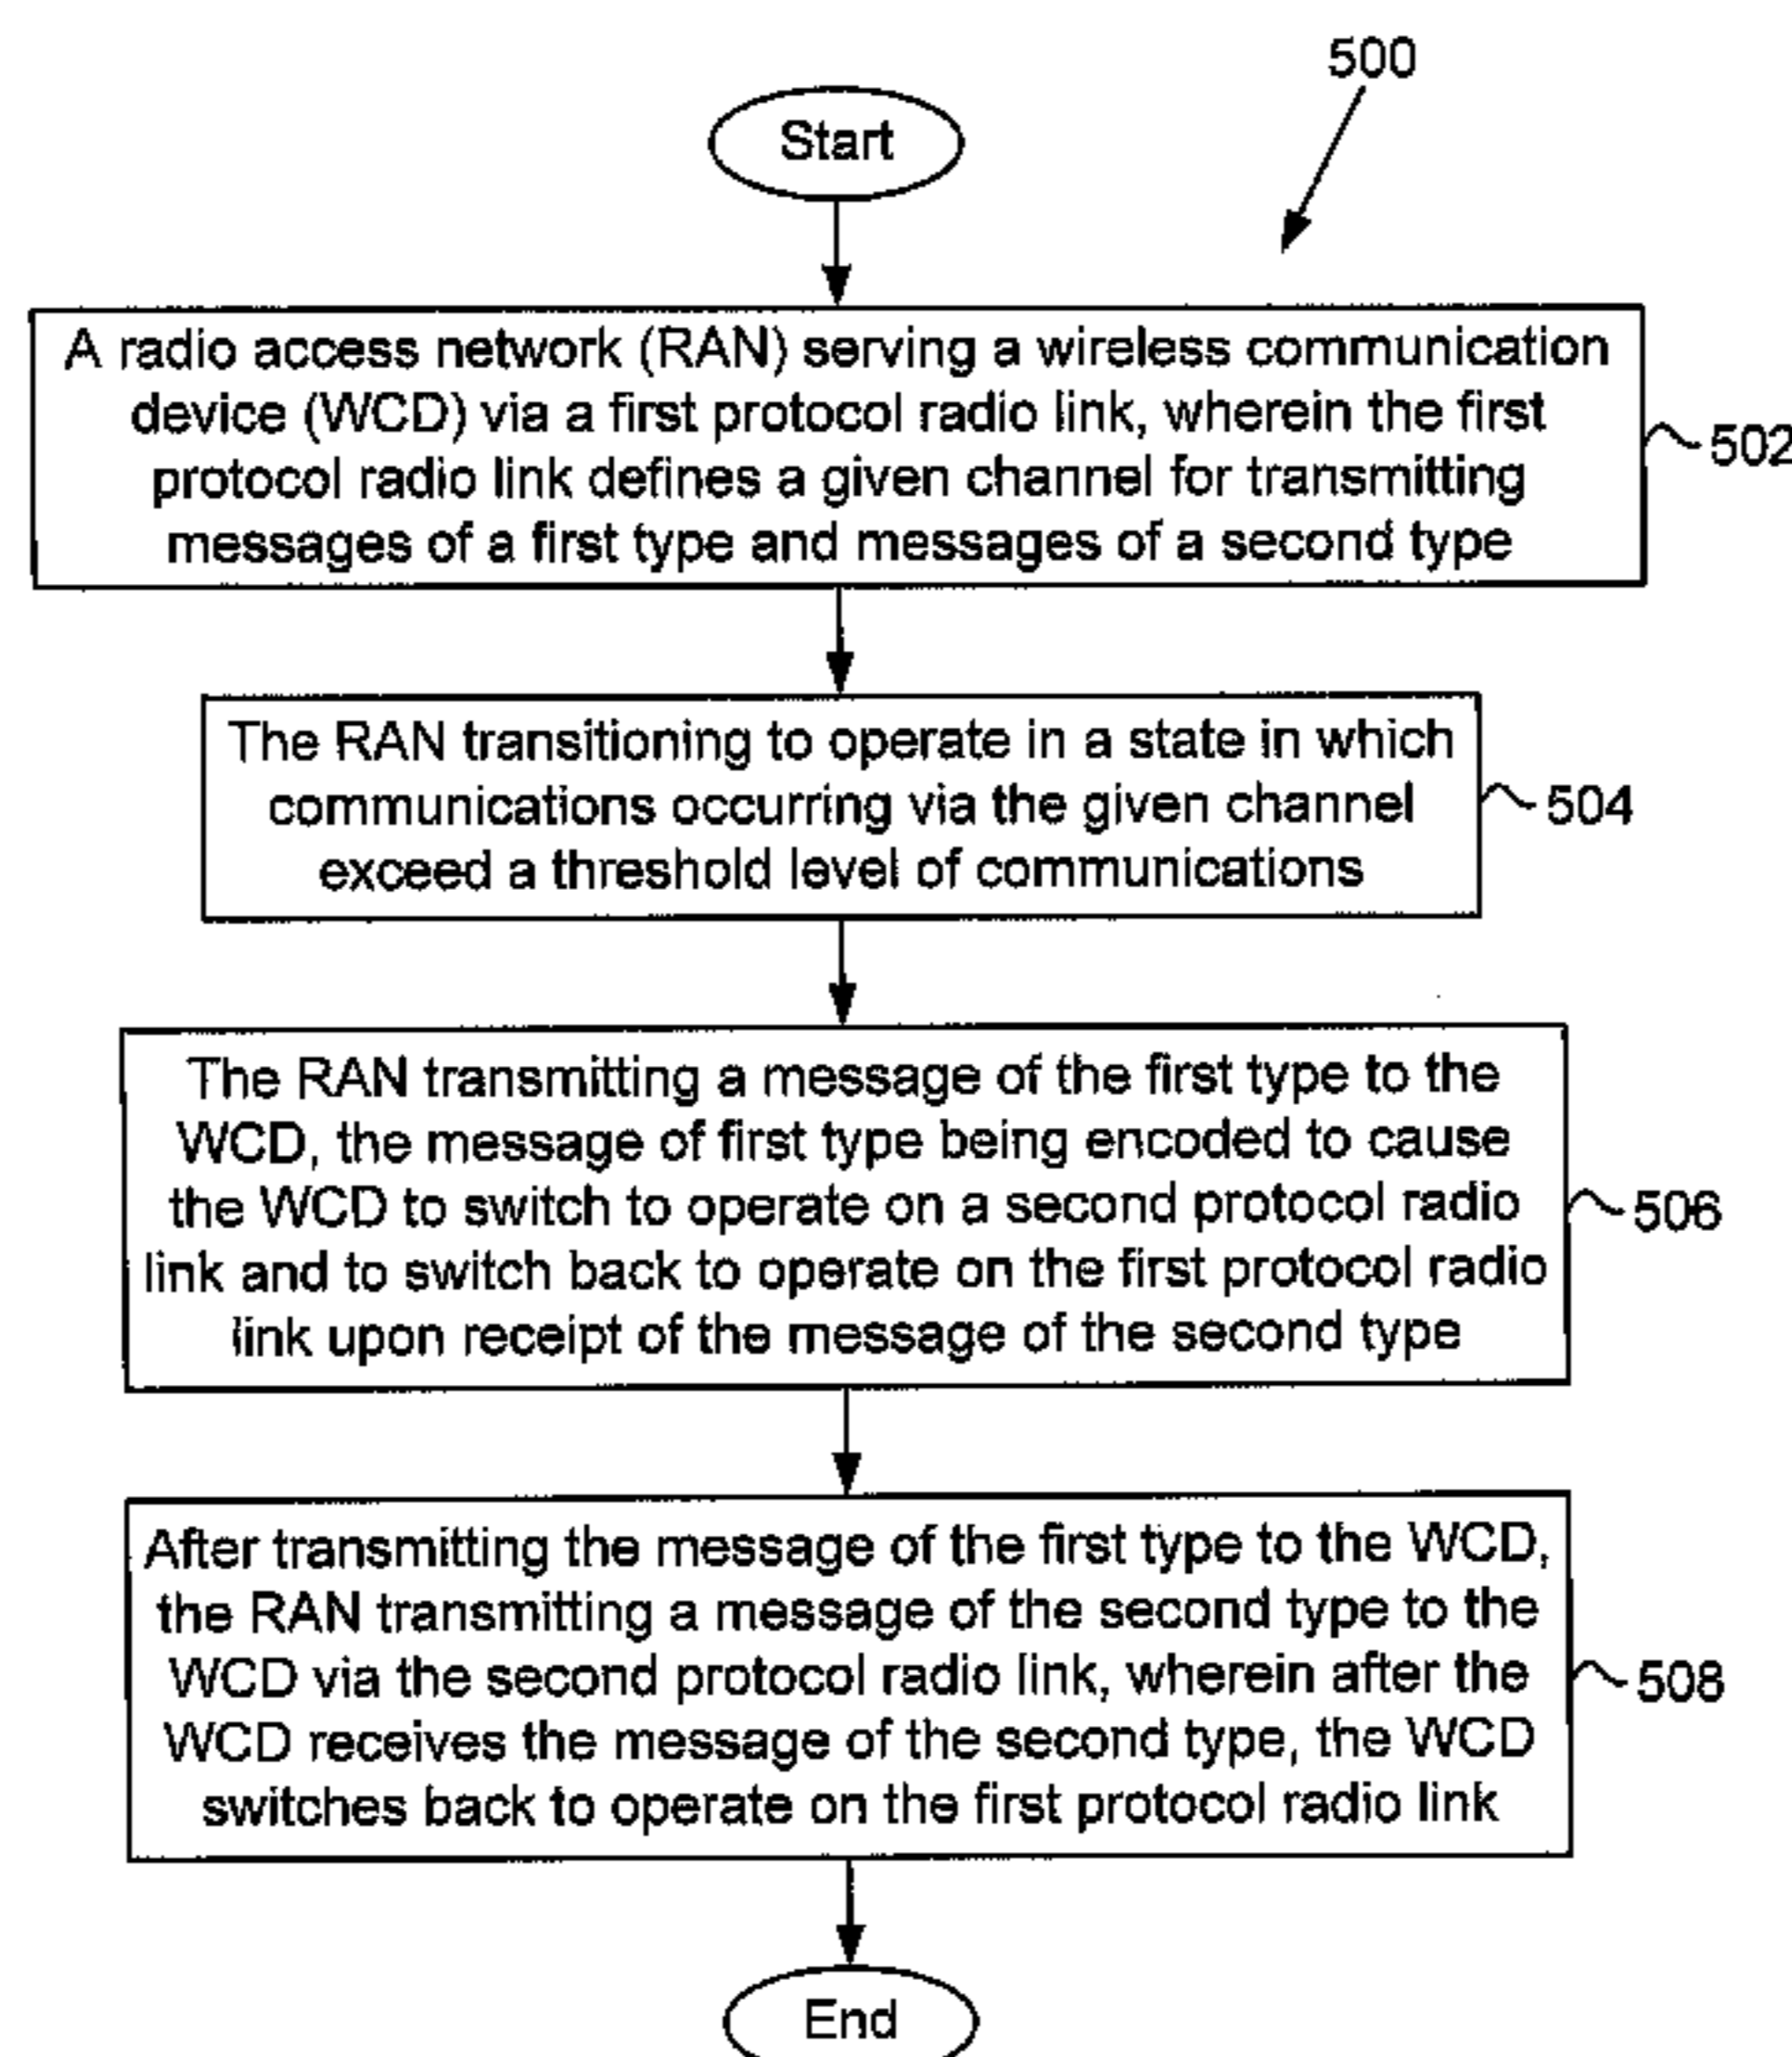 500
Start
A radio access network (RAN) serving a wireless communication
device (WCD) via a first protocol radio link, wherein the first
protocol radio link defines a given channel for transmitting
messages of a first type and messages of a second type
502
The RAN transitioning to operate in a state in which
communications occurring via the given channel
exceed a threshold level of communications
504
The RAN transmitting a message of the first type to the
WCD, the message of first type being encoded to cause
the WCD to switch to operate on a second protocol radio
link and to switch back to operate on the first protocol radio
link upon receipt of the message of the second type
506
After transmitting the message of the first type to the WCD,
the RAN transmitting a message of the second type to the
WCD via the second protocol radio link, wherein after the
WCD receives the message of the second type, the WCD
switches back to operate on the first protocol radio link
508
End